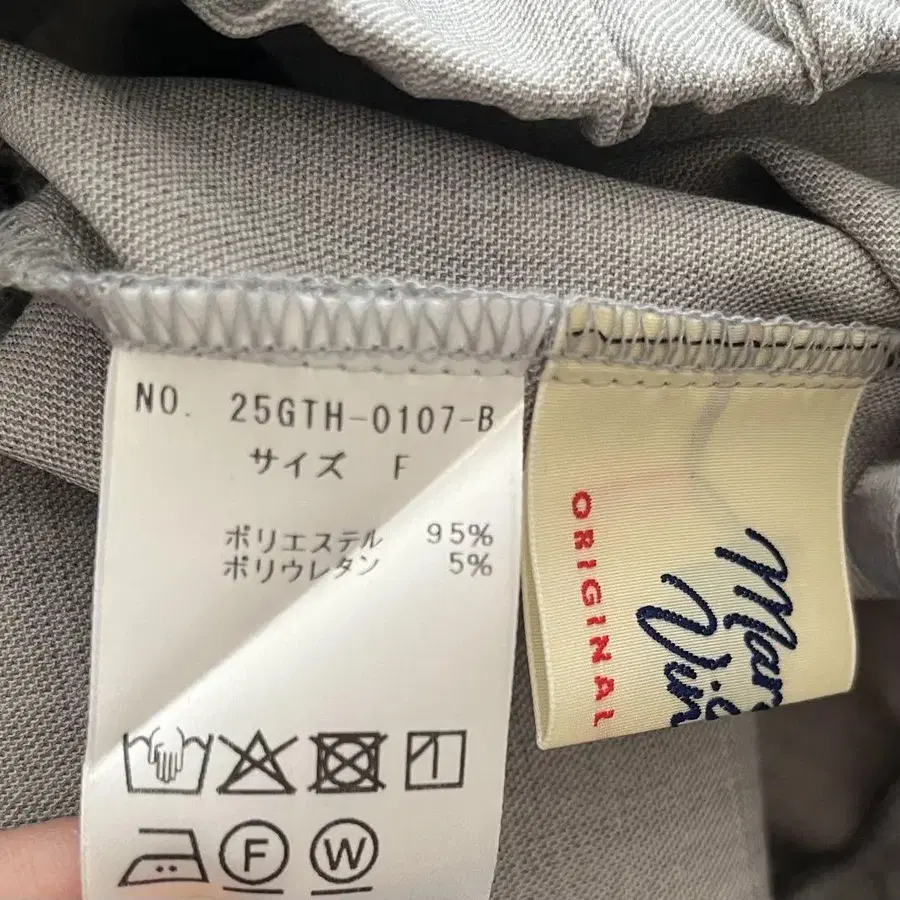 NO. 25GTH-0107-B
サイズ F
ポリエステル 95%
ポリウレタン 5%
F
W
ORIGINAL